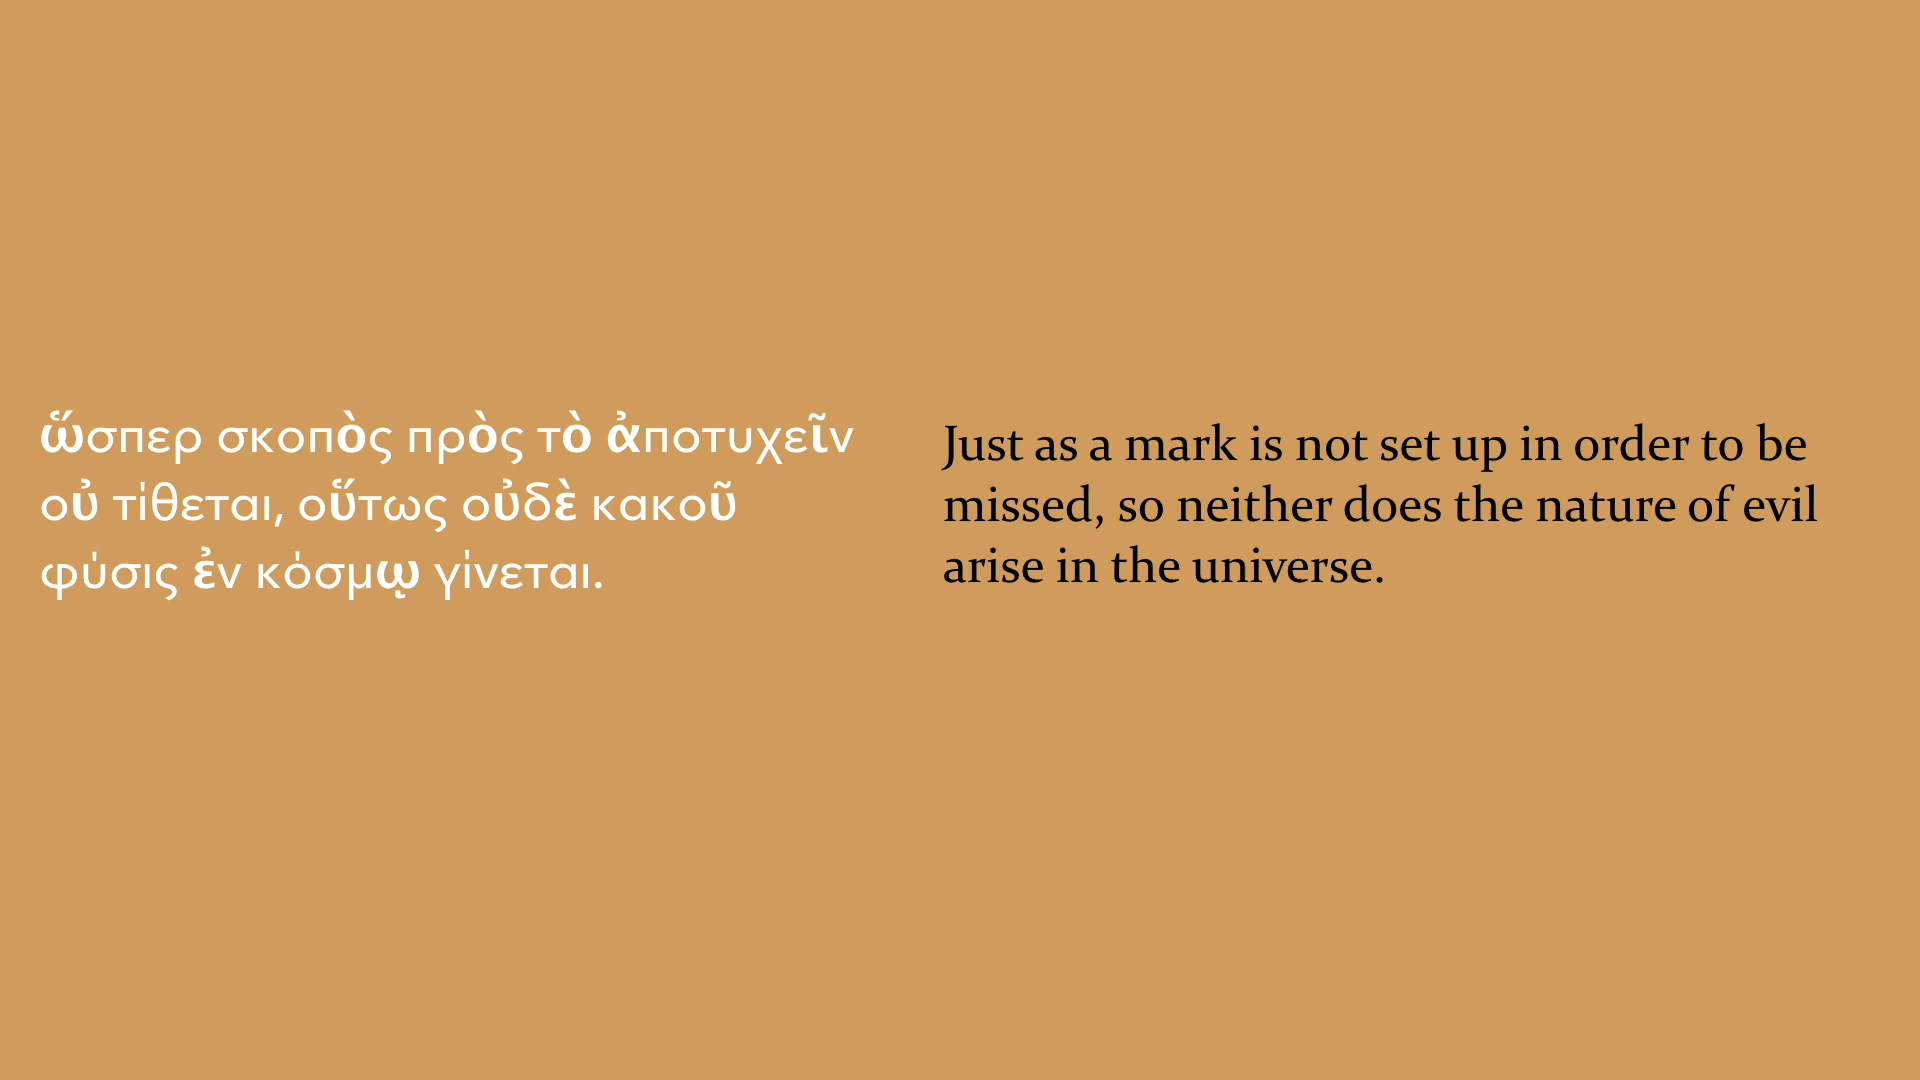 ὥσπερ σκοπὸς πρὸς τὸ ἀποτυχεῖν
οὐ τίθεται, οὕτως οὐδὲ κακοῦ
φύσις ἐν κόσμῳ γίνεται.
Just as a mark is not set up in order to be
missed, so neither does the nature of evil
arise in the universe.